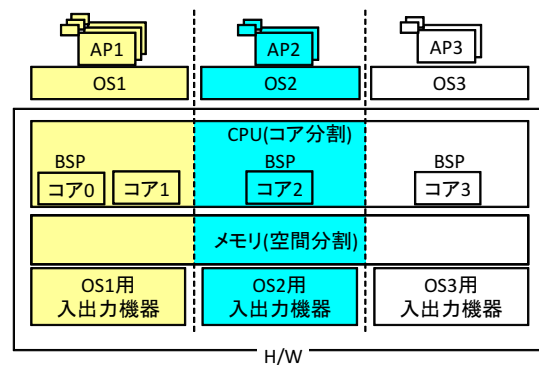 AP1
AP2
AP3
OS1
OS2
OS3
CPU(コア分割)
BSP
BSP
BSP
コア0
コア1
コア2
コア3
メモリ(空間分割)
OS1用
入出力機器
OS2用
入出力機器
OS3用
入出力機器
H/W